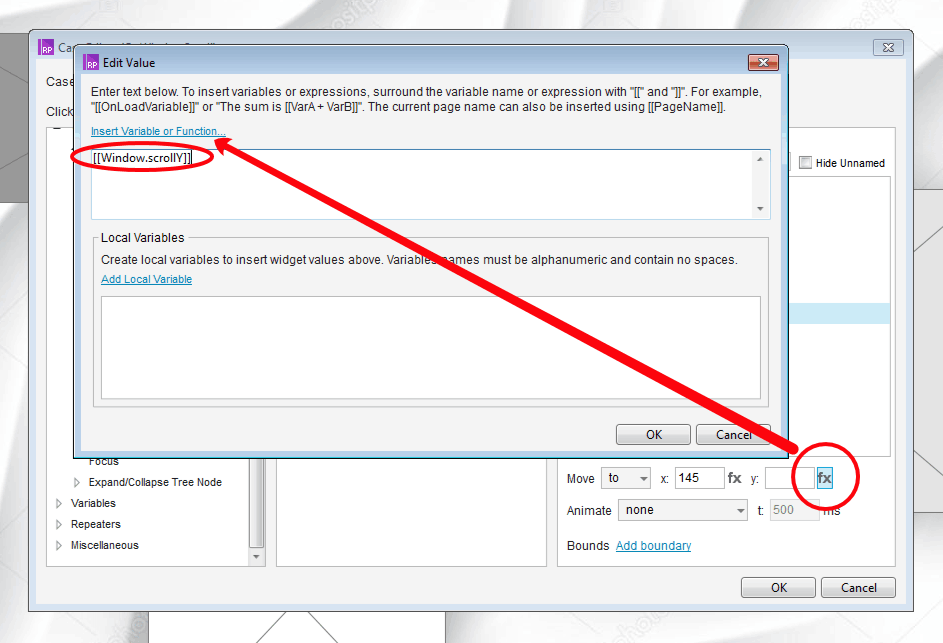 Edit Value
Enter text below. To insert variables or expressions, surround the variable name or expression with "[[" and "]]". For example,
"[[OnLoadVariable]]" or "The sum is [[VarA + VarB]]". The current page name can also be inserted using [[PageName]].
Insert Variable or Function...
[[Window.scrollY]]
Case
Click
Hide Unnamed
Local Variables
Create local variables to insert widget values above. Variables names must be alphanumeric and contain no spaces.
Add Local Variable
OK
Cancel
Focus
Expand/Collapse Tree Node
Variables
Repeaters
Miscellaneous
Move to x: 145 fx y: fx
Animate none t: 500 ms
Bounds Add boundary
OK
Cancel